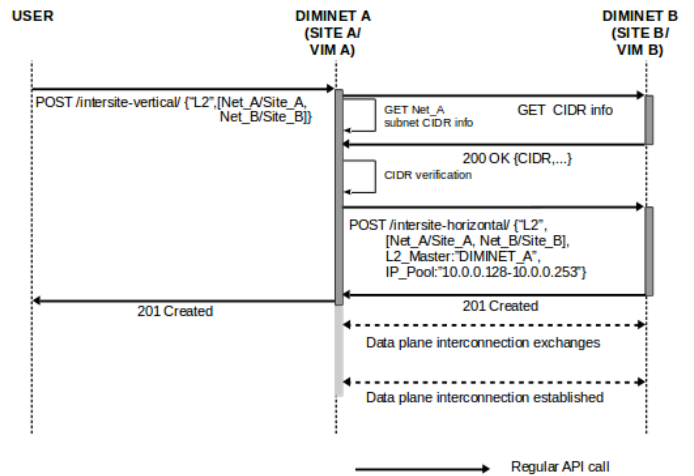 USER
DIMINET A
(SITE A/
VIM A)
DIMINET B
(SITE B/
VIM B)
POST /intersite-vertical/ {"L2",[Net_A/Site_A,
Net_B/Site_B]}
GET Net_A
subnet CIDR info
GET CIDR info
200 OK {CIDR,...}
CIDR verification
POST /intersite-horizontal/ {"L2",
[Net_A/Site_A, Net_B/Site_B],
L2_Master:"DIMINET_A",
IP_Pool:"10.0.0.128-10.0.0.253"}
201 Created
201 Created
Data plane interconnection exchanges
Data plane interconnection established
Regular API call